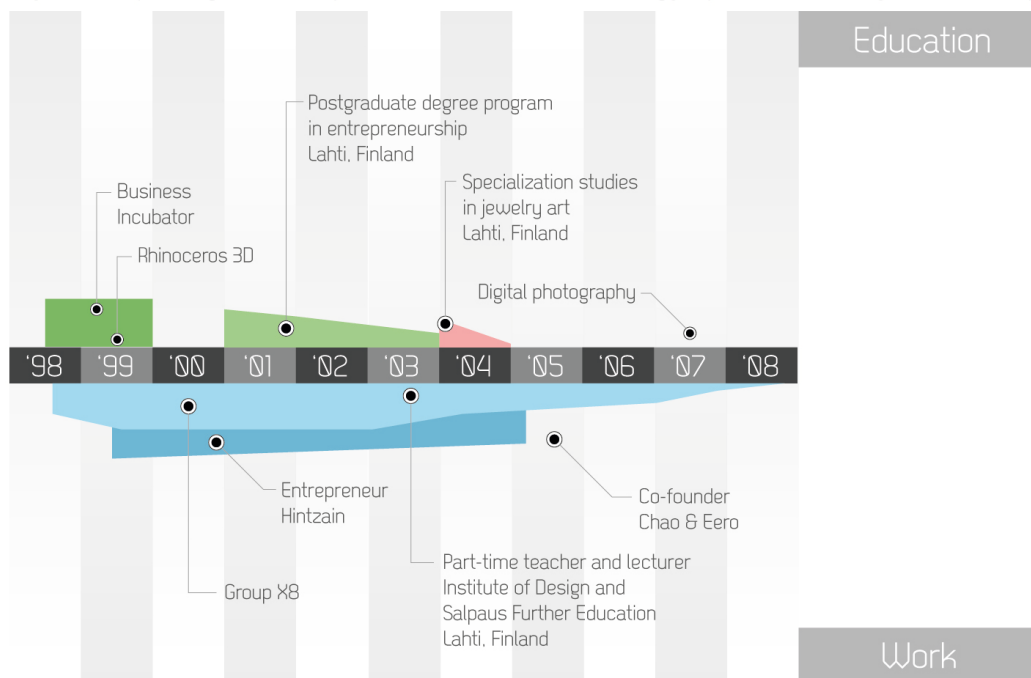 Education
Postgraduate degree program
in entrepreneurship
Lahti, Finland
Specialization studies
in jewelry art
Lahti, Finland
Business
Incubator
Rhinoceros 3D
Digital photography
'98 '99 '00 '01 '02 '03 '04 '05 '06 '07 '08
Entrepreneur
Hintzain
Co-founder
Chao & Eero
Group X8
Part-time teacher and lecturer
Institute of Design and
Salpaus Further Education
Lahti, Finland
Work